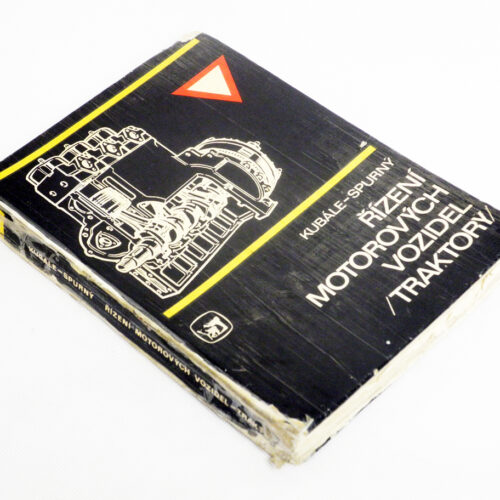 KUBALE-SPURNÝ
ŘÍZENÍ
MOTOROVÝCH
VOZIDEL
/TRAKTORY/
KUBALE-SPURNÝ ŘÍZENÍ MOTOROVÝCH VOZIDEL